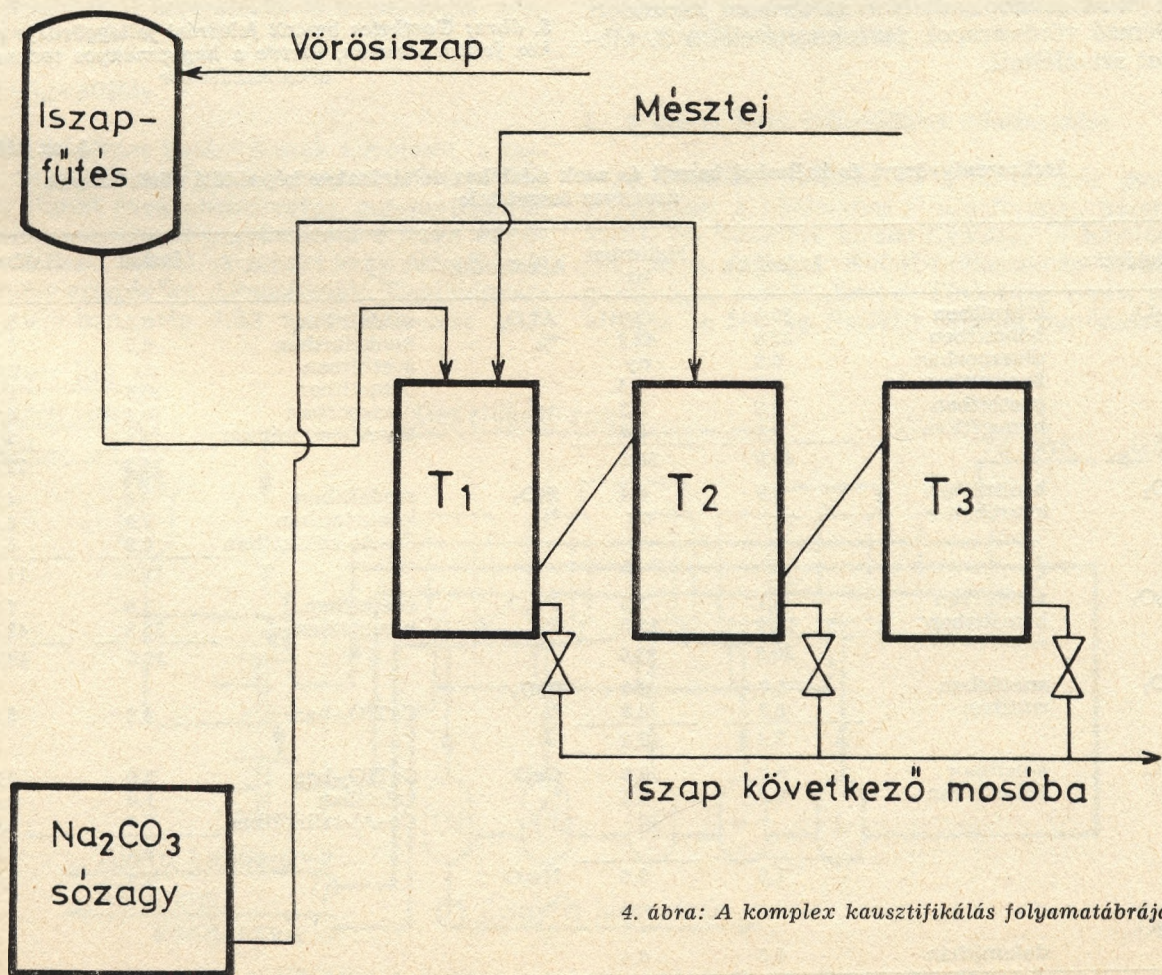 Vörösiszap
Iszap-
fűtés
Mésztej
T1
T2
T3
Iszap következő mosóba
Na₂CO₃
sózagy
4. ábra: A komplex kausztifikálás folyamatábrája